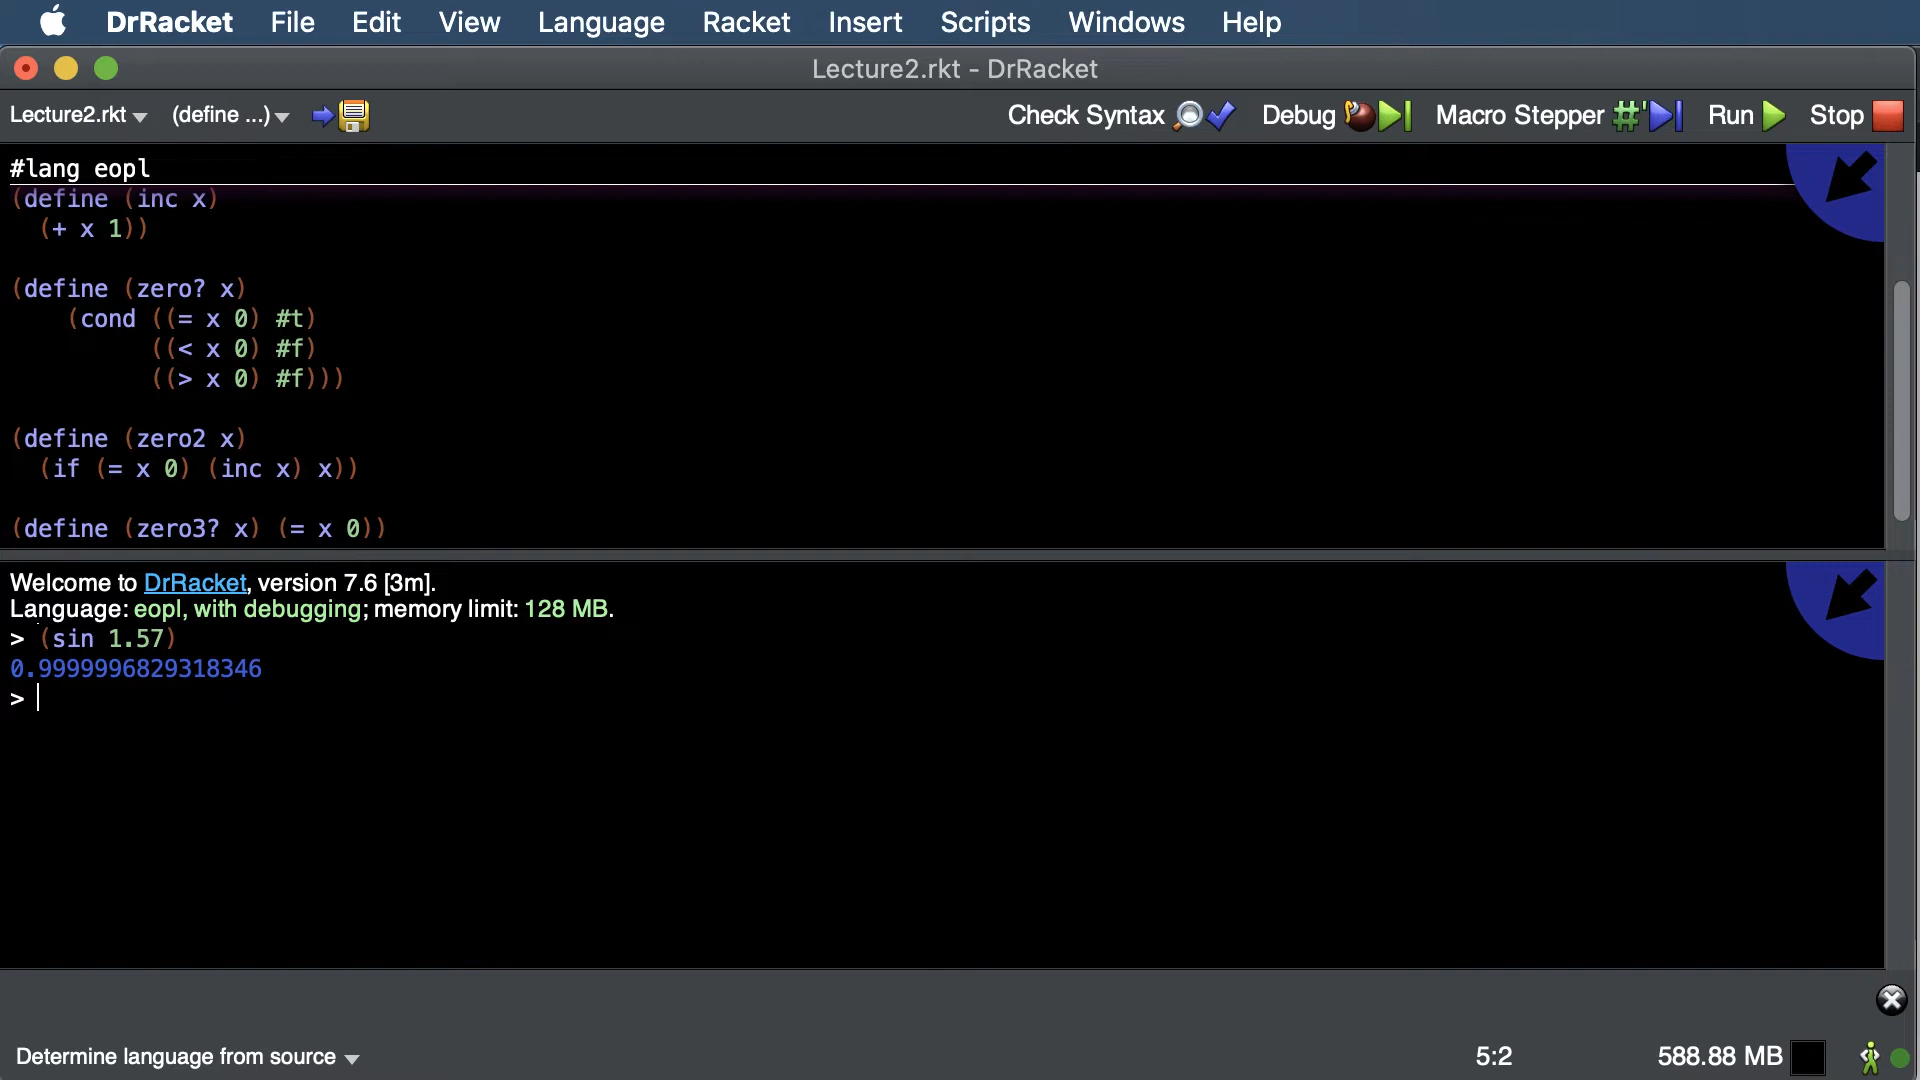 DrRacket File Edit View Language Racket Insert Scripts Windows Help
Lecture2.rkt - DrRacket
Lecture2.rkt (define ...) Check Syntax Debug Macro Stepper #' Run Stop
#lang eopl
(define (inc x)
  (+ x 1))
(define (zero? x)
    (cond ((= x 0) #t)
          ((< x 0) #f)
          ((> x 0) #f)))
(define (zero2 x)
  (if (= x 0) (inc x) x))
(define (zero3? x) (= x 0))
Welcome to DrRacket, version 7.6 [3m].
Language: eopl, with debugging; memory limit: 128 MB.
> (sin 1.57)
0.9999996829318346
>
Determine language from source 5:2 588.88 MB